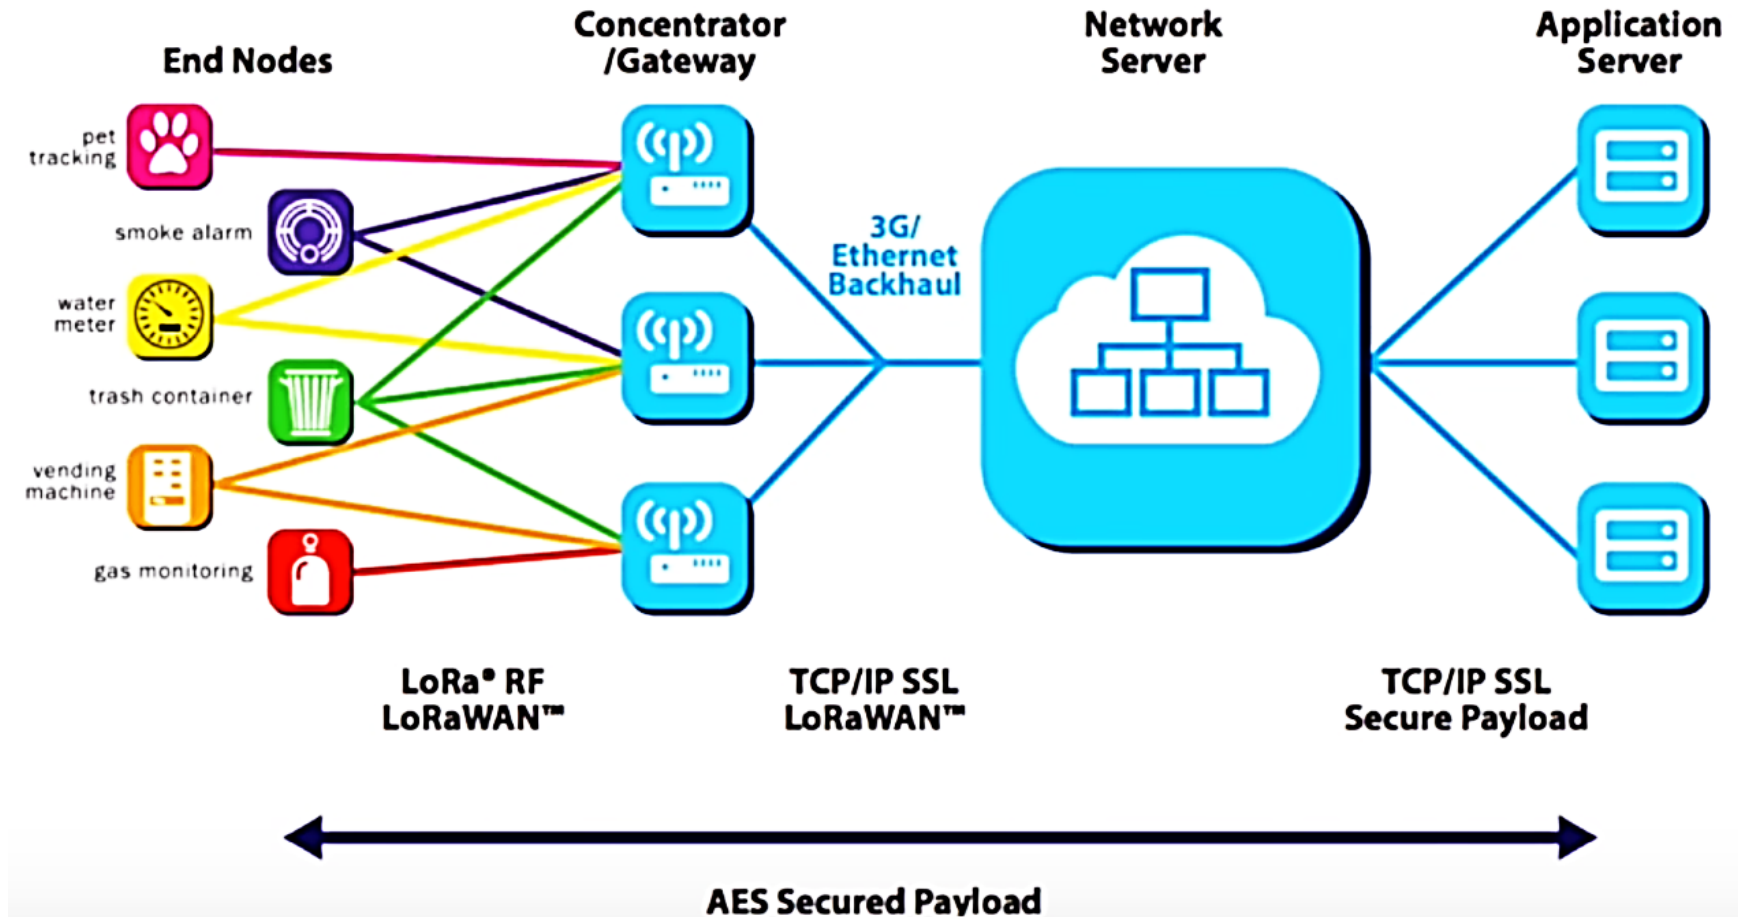 End Nodes
Concentrator
/Gateway
Network
Server
Application
Server
pet
tracking
smoke alarm
water
meter
trash container
vending
machine
gas monitoring
3G/
Ethernet
Backhaul
LoRa® RF
LoRaWAN™
TCP/IP SSL
LoRaWAN™
TCP/IP SSL
Secure Payload
AES Secured Payload